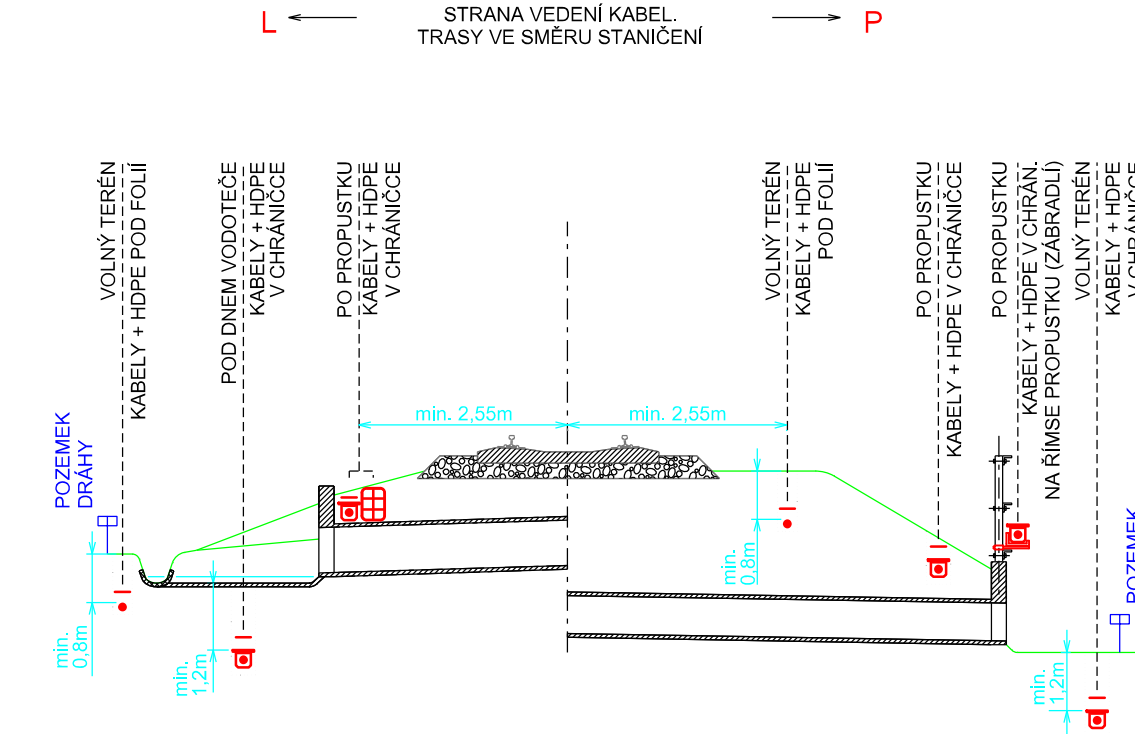 L
STRANA VEDENÍ KABEL.
TRASY VE SMĚRU STANIČENÍ
P
VOLNÝ TERÉN
KABELY + HDPE POD FOLIÍ
POD DNEM VODOTEČE
KABELY + HDPE
V CHRÁNIČCE
PO PROPUSTKU
KABELY + HDPE
V CHRÁNIČCE
VOLNÝ TERÉN
KABELY + HDPE
POD FOLIÍ
PO PROPUSTKU
KABELY + HDPE V CHRÁNIČCE
PO PROPUSTKU
KABELY + HDPE V CHRÁN.
NA ŘÍMSE PROPUSTKU (ZÁBRADLÍ)
VOLNÝ TERÉN
KABELY + HDPE
V CHRÁNIČCE
min. 2,55m
min. 2,55m
POZEMEK
DRÁHY
min.
0,8m
min.
1,2m
min.
0,8m
min.
1,2m
POZEMEK